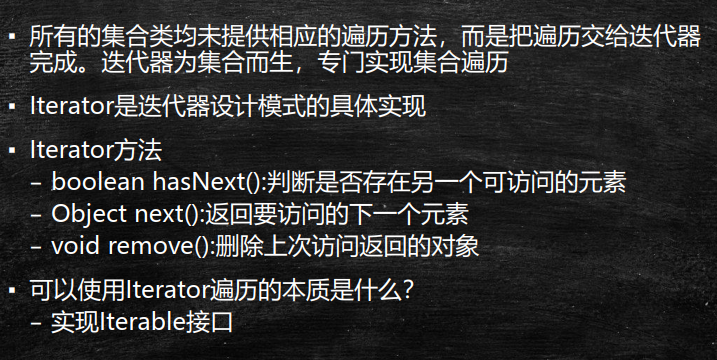 ▪ 所有的集合类均未提供相应的遍历方法，而是把遍历交给迭代器
完成。迭代器为集合而生，专门实现集合遍历
▪ Iterator是迭代器设计模式的具体实现
▪ Iterator方法
– boolean hasNext():判断是否存在另一个可访问的元素
– Object next():返回要访问的下一个元素
– void remove():删除上次访问返回的对象
▪ 可以使用Iterator遍历的本质是什么？
– 实现Iterable接口